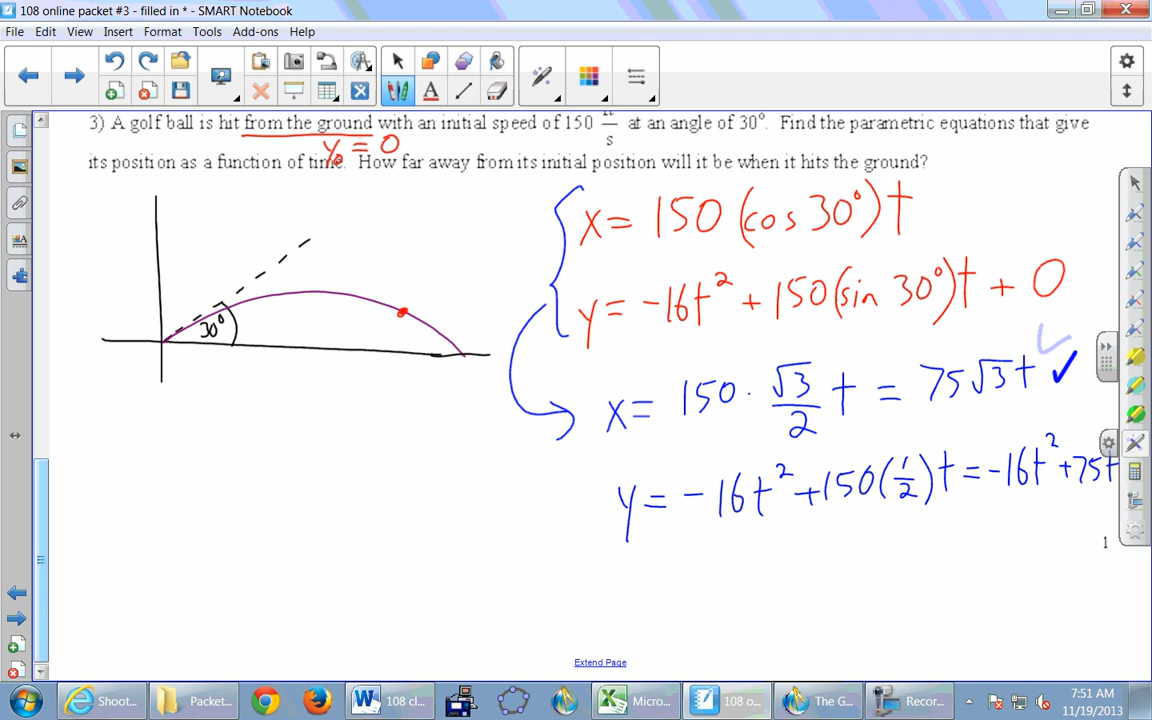 108 online packet #3 - filled in * - SMART Notebook
File Edit View Insert Format Tools Add-ons Help
3) A golf ball is hit from the ground with an initial speed of 150 ft/s at an angle of 30°. Find the parametric equations that give
y₀ = 0
its position as a function of time. How far away from its initial position will it be when it hits the ground?
x = 150 (cos 30°) t
y = -16t² + 150(sin 30°)t + 0
30°
x = 150 · √3/2 t = 75√3 t
y = -16t² + 150(1/2) t = -16t² + 75t
1
Extend Page
Shoot...
Packet...
108 cl...
Micro...
108 o...
The G...
Recor...
7:51 AM
11/19/2013